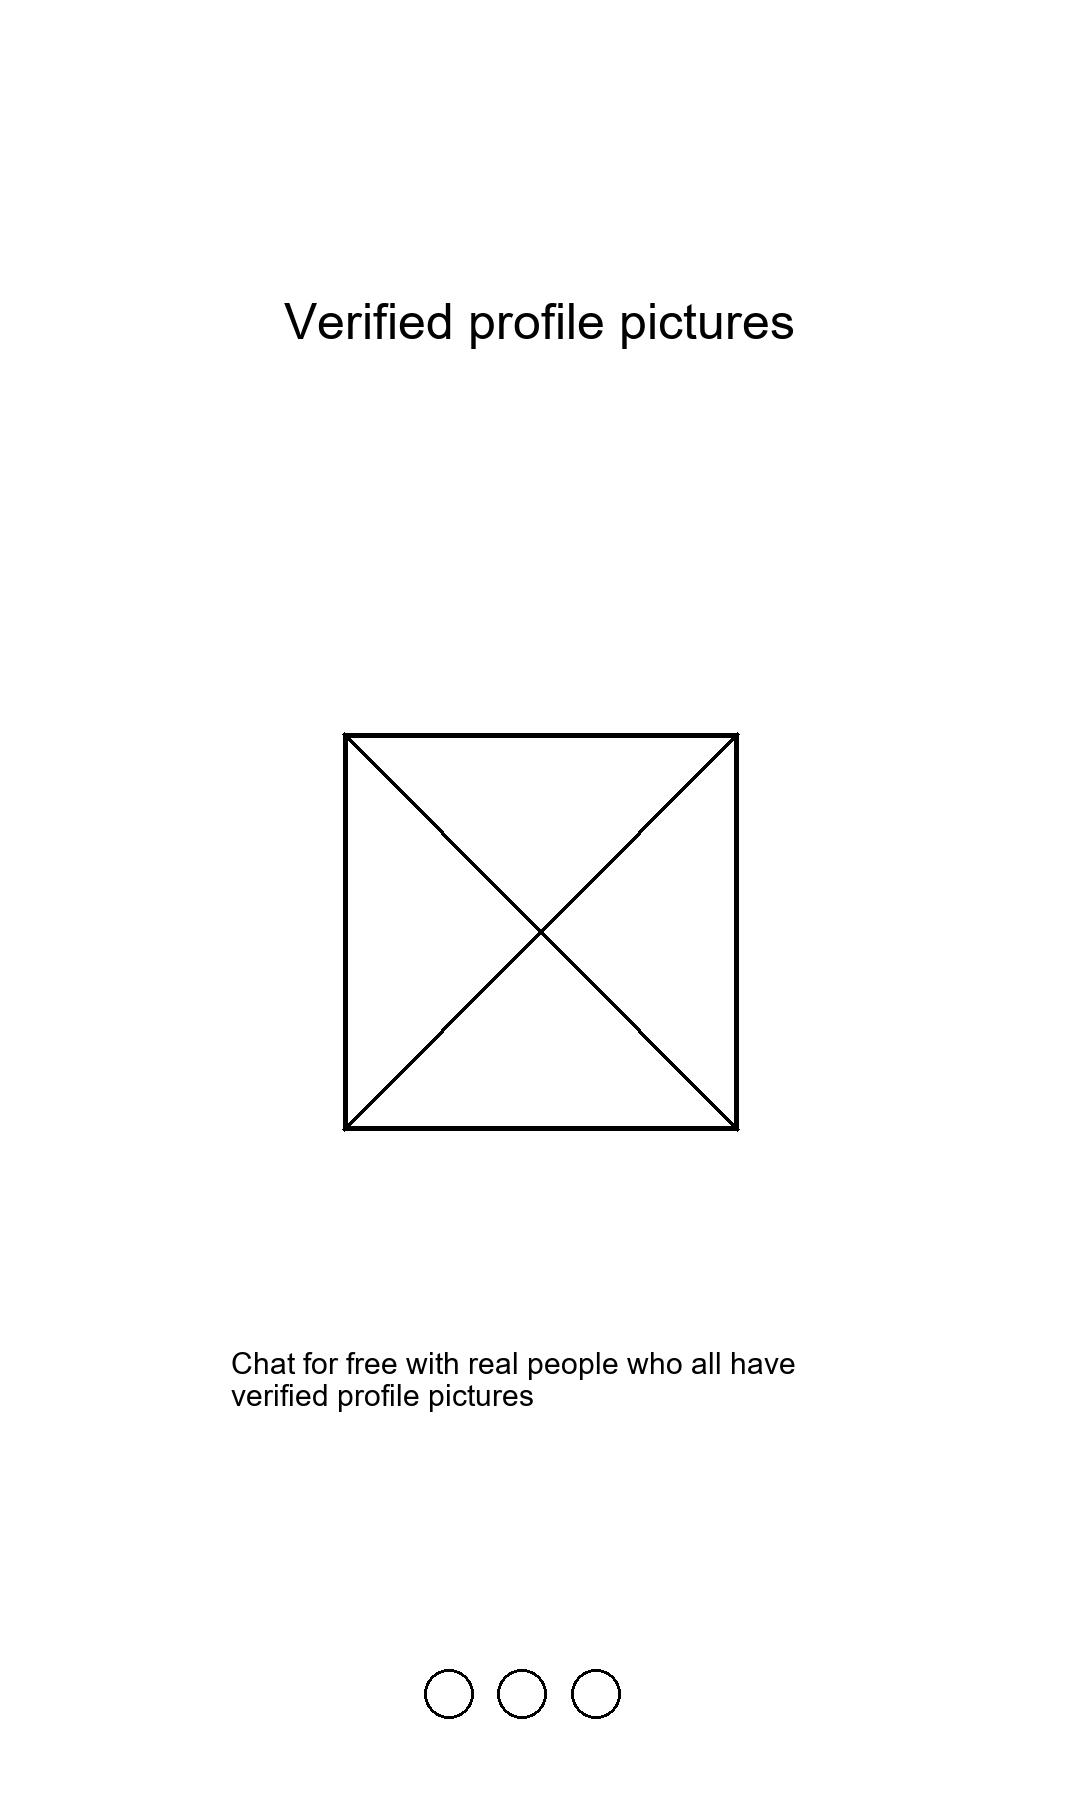 Verified profile pictures
Chat for free with real people who all have
verified profile pictures